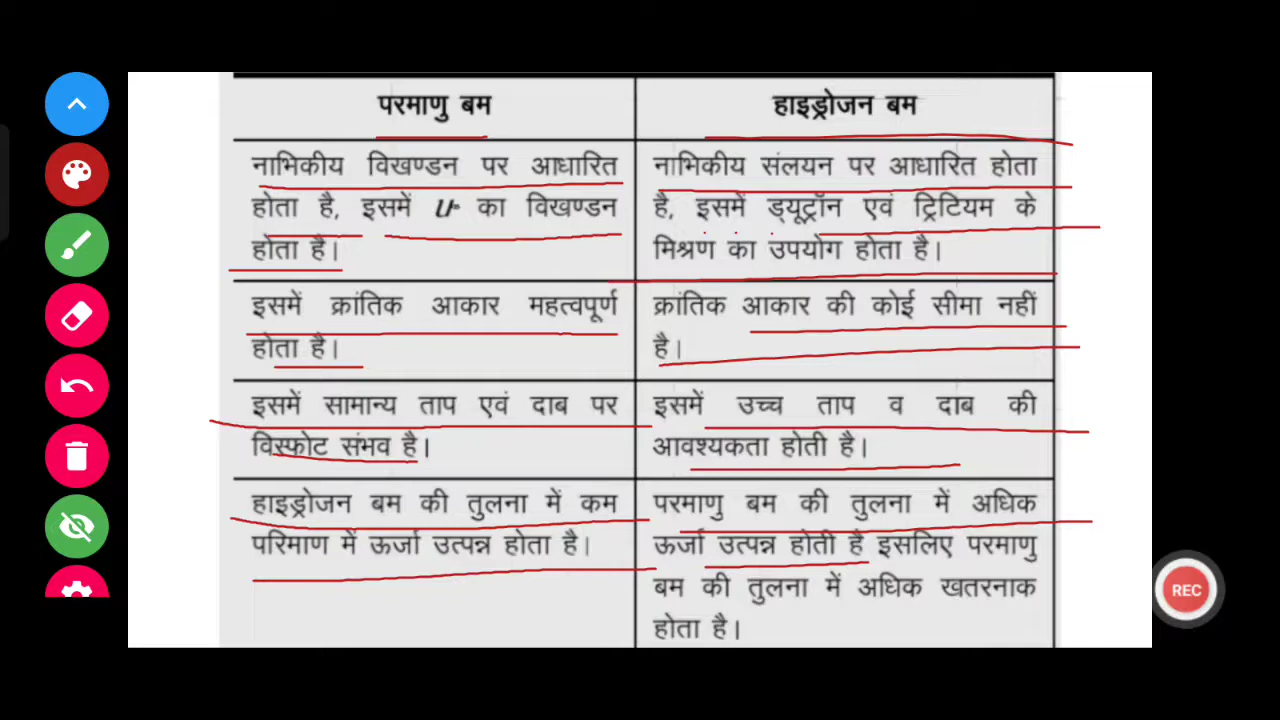 परमाणु बम
हाइड्रोजन बम
नाभिकीय विखण्डन पर आधारित
होता है, इसमें का विखण्डन
होता है।
नाभिकीय संलयन पर आधारित होता
है, इसमें ड्यूट्रॉन एवं ट्रिटियम के
मिश्रण का उपयोग होता है।
इसमें क्रांतिक आकार महत्वपूर्ण
होता है।
क्रांतिक आकार की कोई सीमा नहीं
है।
इसमें सामान्य ताप एवं दाब पर
विस्फोट संभव है।
इसमें उच्च ताप व दाब की
आवश्यकता होती है।
हाइड्रोजन बम की तुलना में कम
परिमाण में ऊर्जा उत्पन्न होता है।
परमाणु बम की तुलना में अधिक
ऊर्जा उत्पन्न होती है इसलिए परमाणु
बम की तुलना में अधिक खतरनाक
होता है।
REC